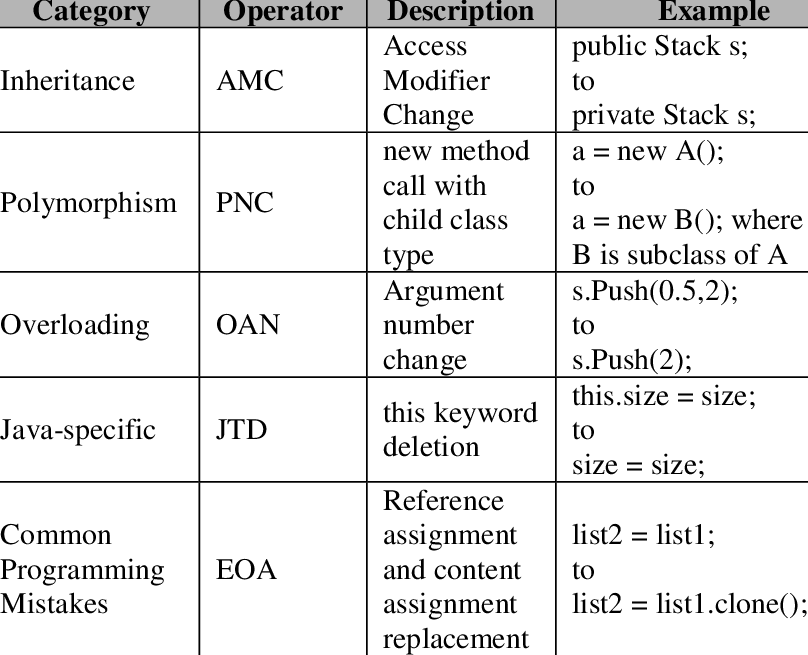 Category Operator Description Example
Inheritance AMC Access Modifier Change public Stack s; to private Stack s;
Polymorphism PNC new method call with child class type a = new A(); to a = new B(); where B is subclass of A
Overloading OAN Argument number change s.Push(0.5,2); to s.Push(2);
Java-specific JTD this keyword deletion this.size = size; to size = size;
Common Programming Mistakes EOA Reference assignment and content assignment replacement list2 = list1; to list2 = list1.clone();